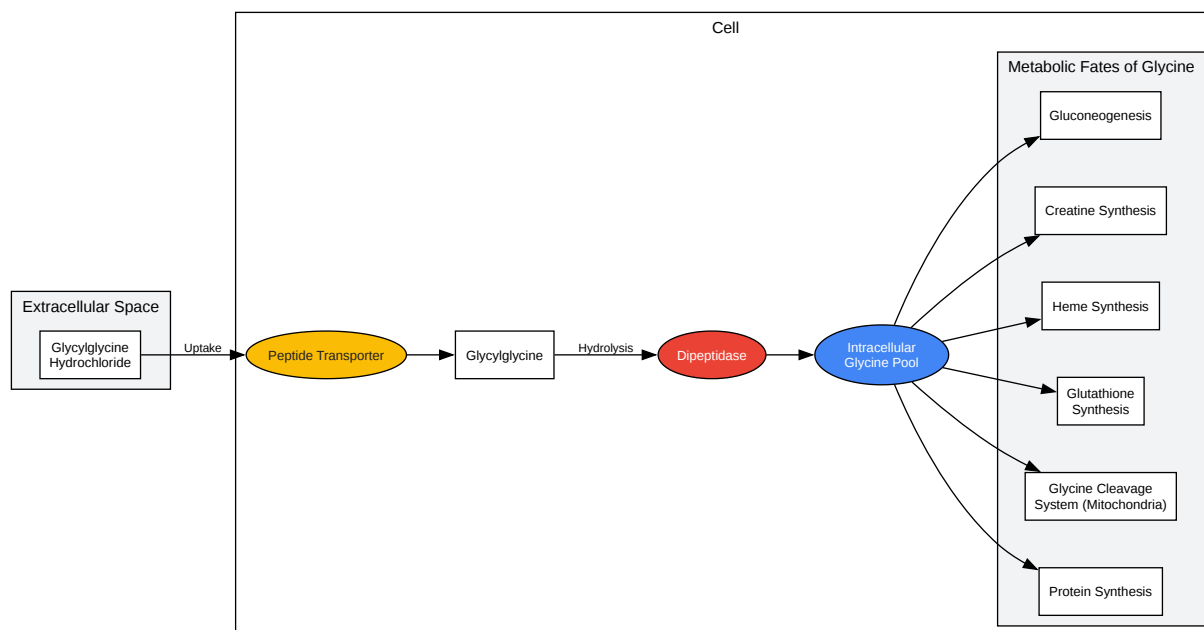 Cell
Metabolic Fates of Glycine
Gluconeogenesis
Creatine Synthesis
Extracellular Space
Heme Synthesis
Glycylglycine
Hydrochloride
Uptake
Peptide Transporter
Glycylglycine
Hydrolysis
Dipeptidase
Intracellular
Glycine Pool
Glutathione
Synthesis
Glycine Cleavage
System (Mitochondria)
Protein Synthesis